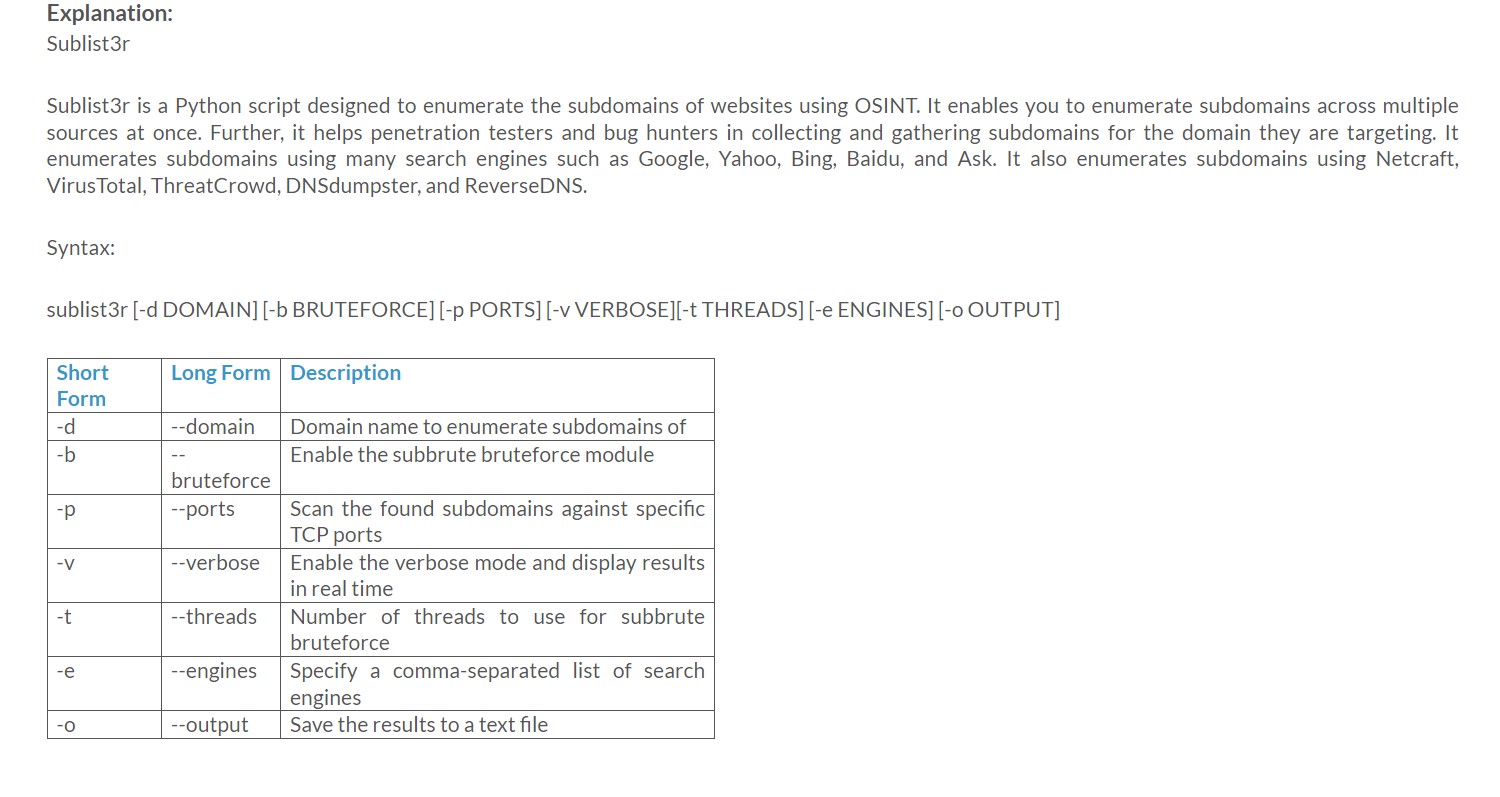 Explanation:
Sublist3r
Sublist3r is a Python script designed to enumerate the subdomains of websites using OSINT. It enables you to enumerate subdomains across multiple
sources at once. Further, it helps penetration testers and bug hunters in collecting and gathering subdomains for the domain they are targeting. It
enumerates subdomains using many search engines such as Google, Yahoo, Bing, Baidu, and Ask. It also enumerates subdomains using Netcraft,
VirusTotal, ThreatCrowd, DNSdumpster, and ReverseDNS.
Syntax:
sublist3r [-d DOMAIN] [-b BRUTEFORCE] [-p PORTS] [-v VERBOSE][-t THREADS] [-e ENGINES] [-o OUTPUT]
Short
Form
Long Form
Description
-d
--domain
Domain name to enumerate subdomains of
-b
--
bruteforce
Enable the subbrute bruteforce module
-p
--ports
Scan the found subdomains against specific
TCP ports
-v
--verbose
Enable the verbose mode and display results
in real time
-t
--threads
Number of threads to use for subbrute
bruteforce
-e
--engines
Specify a comma-separated list of search
engines
-o
--output
Save the results to a text file